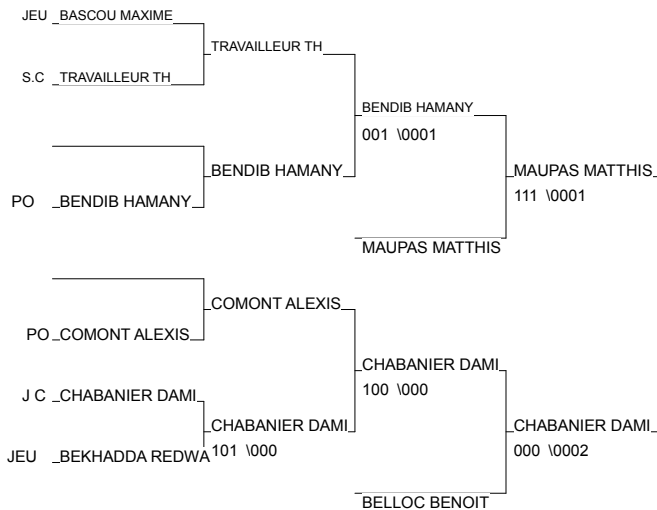 JEU BASCOU MAXIME
TRAVAILLEUR TH
S.C TRAVAILLEUR TH
BENDIB HAMANY
001 \0001
BENDIB HAMANY
MAUPAS MATTHIS
111 \0001
PO BENDIB HAMANY
MAUPAS MATTHIS
COMONT ALEXIS
PO COMONT ALEXIS
CHABANIER DAMI
100 \000
J C CHABANIER DAMI
CHABANIER DAMI
101 \000
CHABANIER DAMI
000 \0002
JEU BEKHADDA REDWA
BELLOC BENOIT